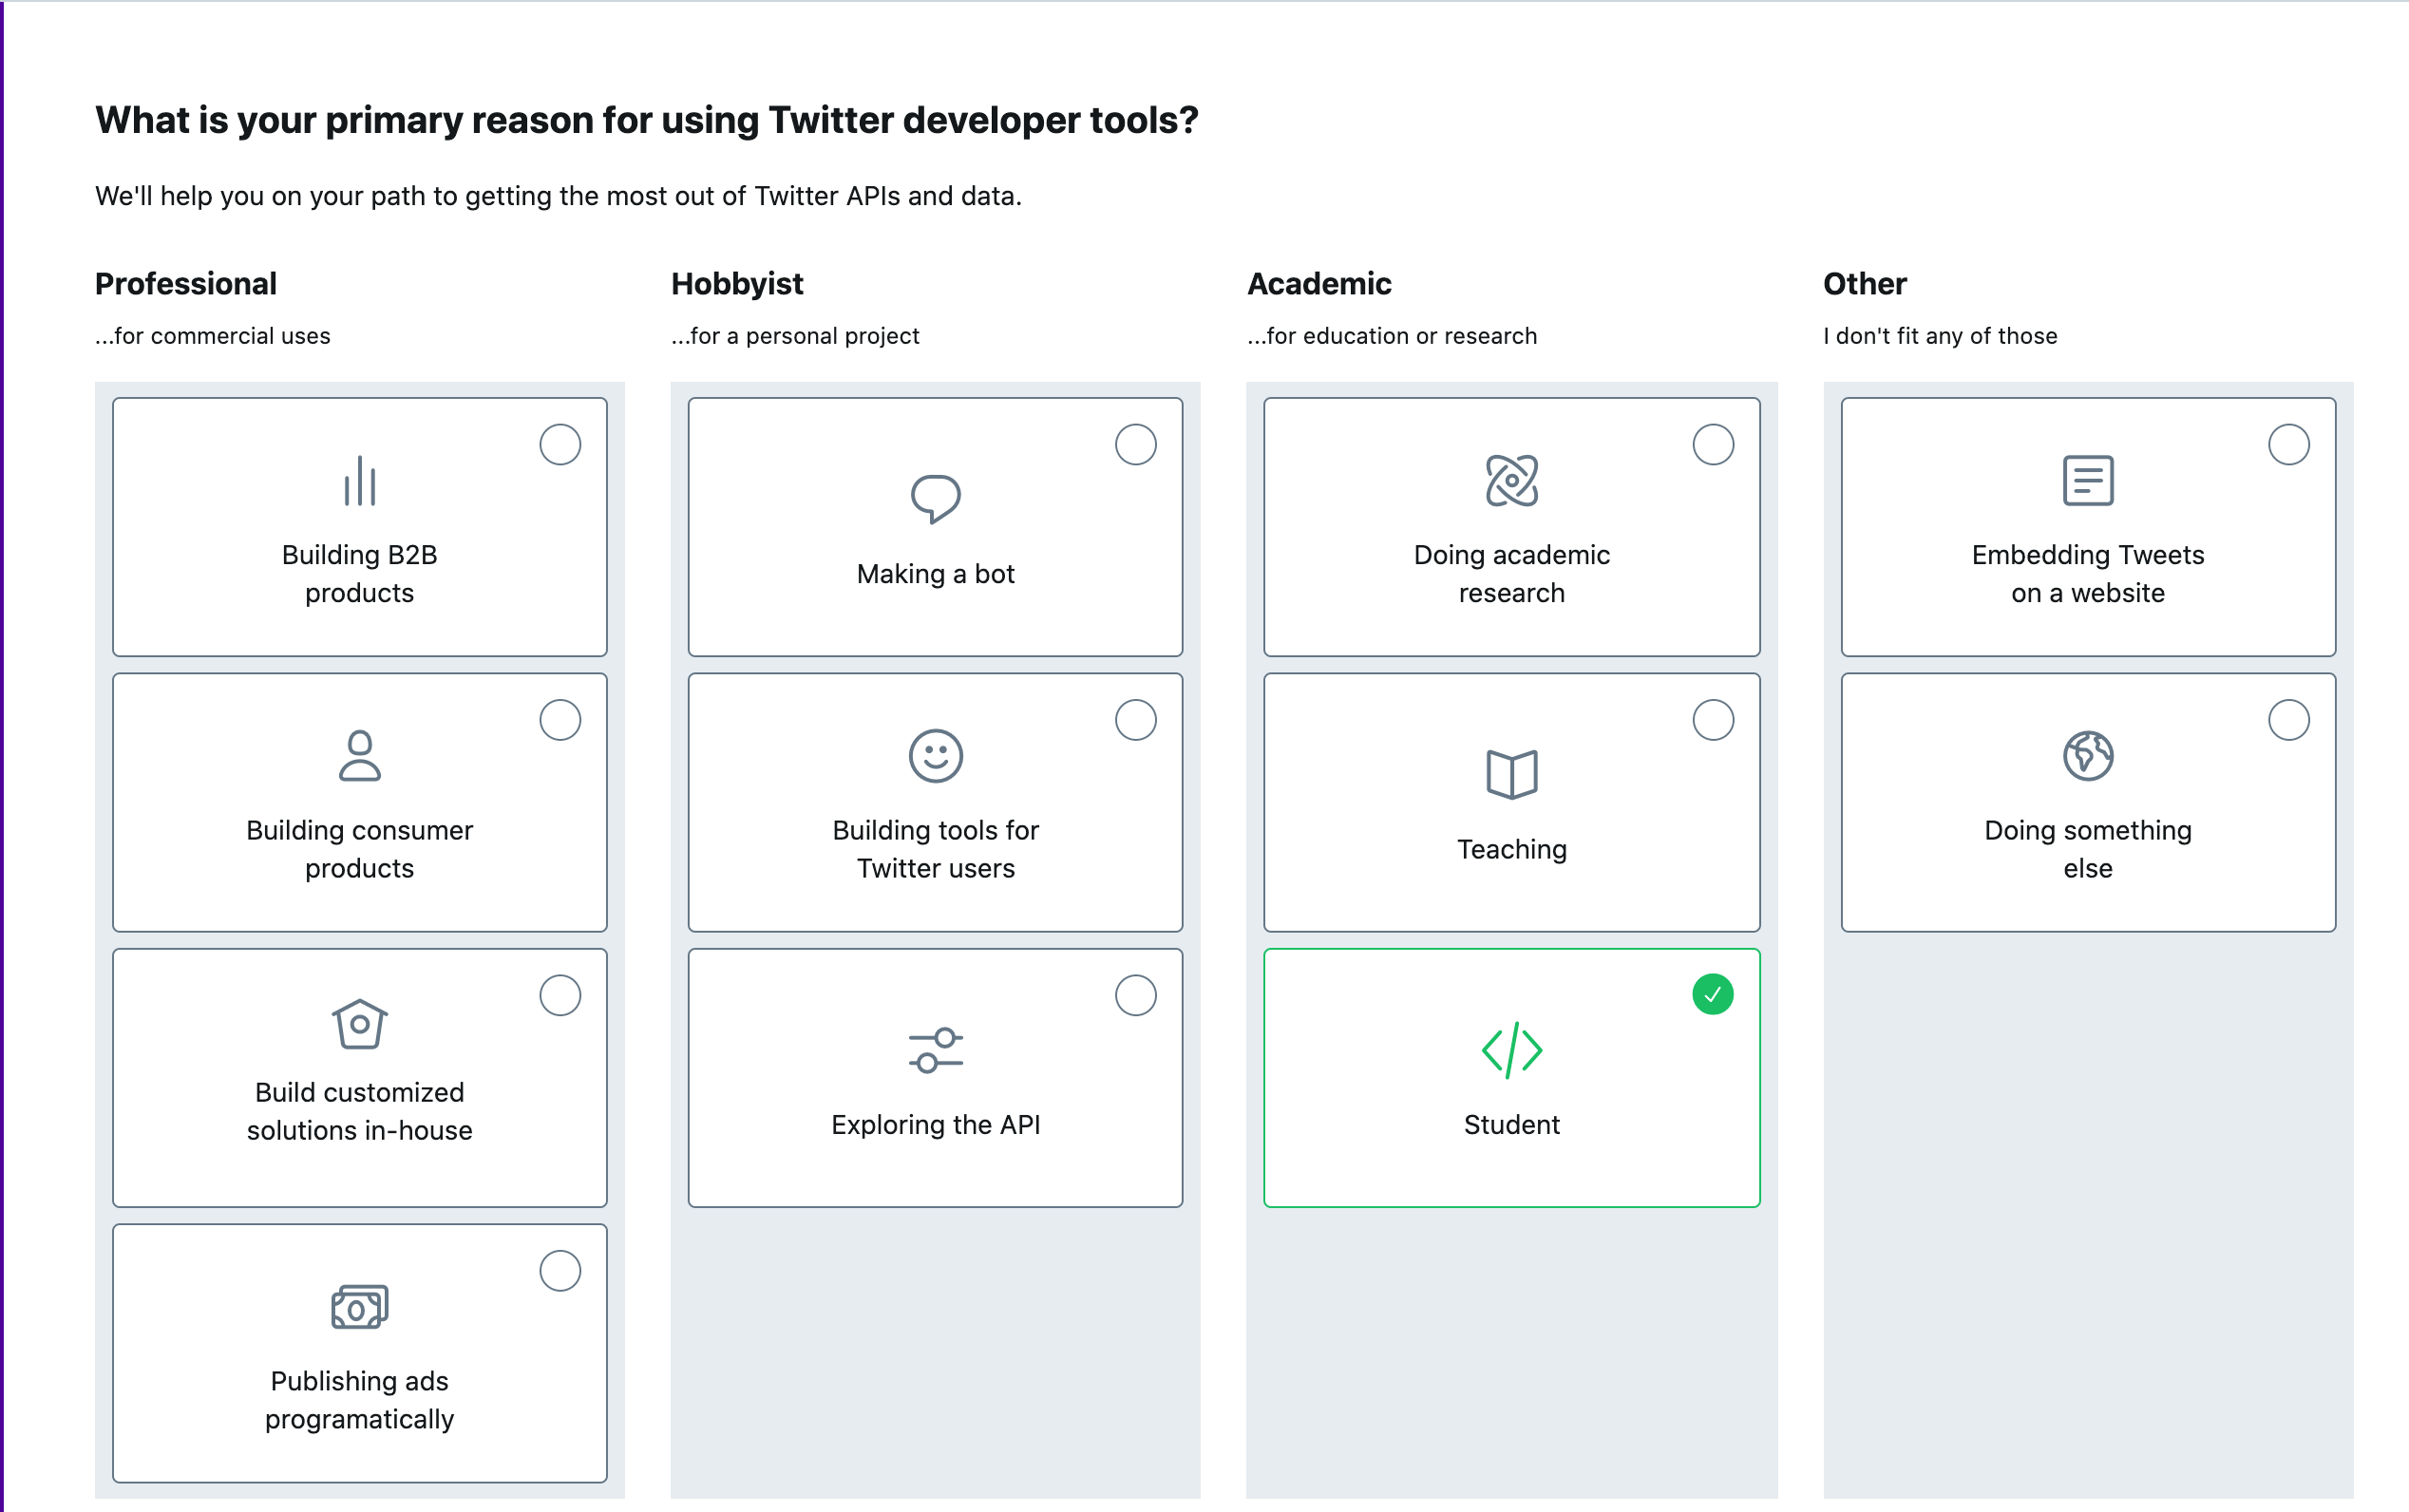 What is your primary reason for using Twitter developer tools?
We'll help you on your path to getting the most out of Twitter APIs and data.
Professional
...for commercial uses
Building B2B
products
Building consumer
products
Build customized
solutions in-house
Publishing ads
programatically
Hobbyist
...for a personal project
Making a bot
Building tools for
Twitter users
Exploring the API
Academic
...for education or research
Doing academic
research
Teaching
Student
Other
I don't fit any of those
Embedding Tweets
on a website
Doing something
else